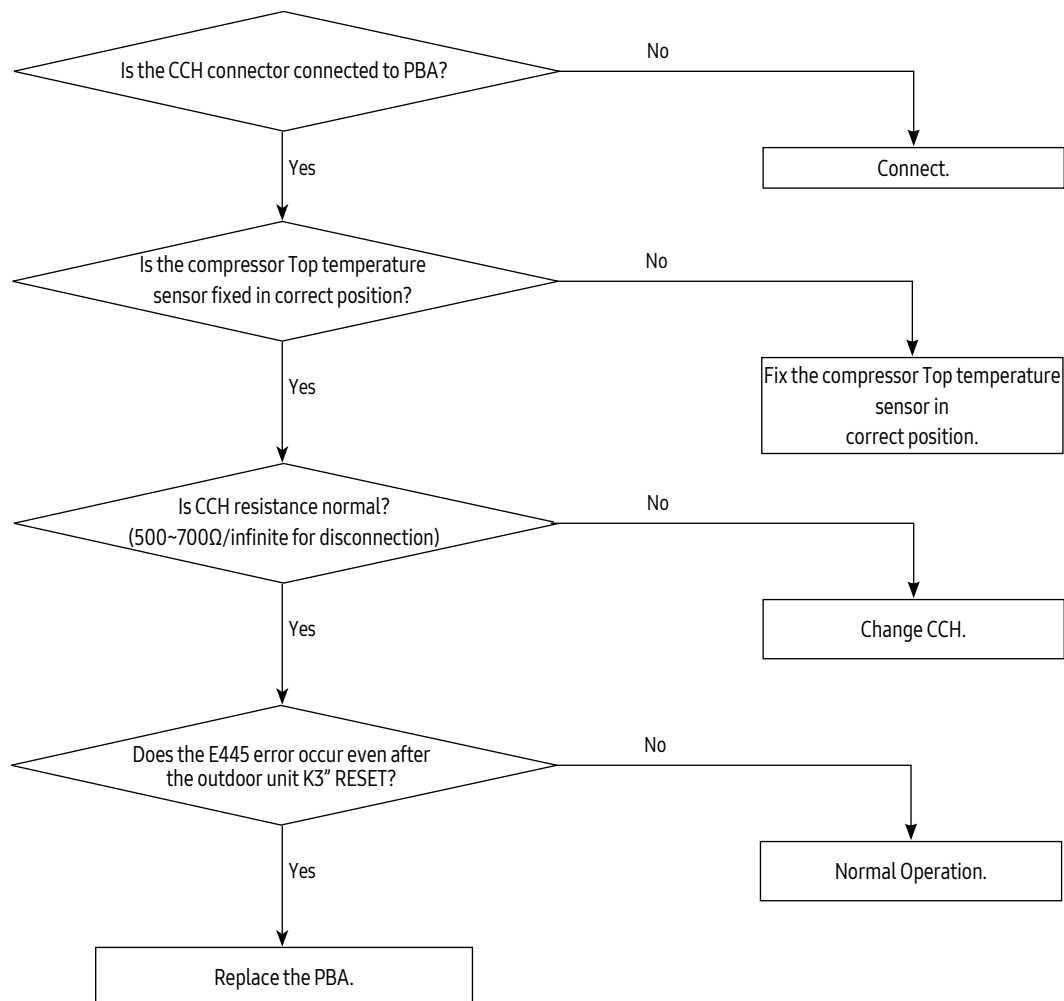 Is the CCH connector connected to PBA?
No
Connect.
Yes
Is the compressor Top temperature
sensor fixed in correct position?
No
Fix the compressor Top temperature
sensor in
correct position.
Yes
Is CCH resistance normal?
(500~700Ω/infinite for disconnection)
No
Change CCH.
Yes
Does the E445 error occur even after
the outdoor unit K3” RESET?
No
Normal Operation.
Yes
Replace the PBA.